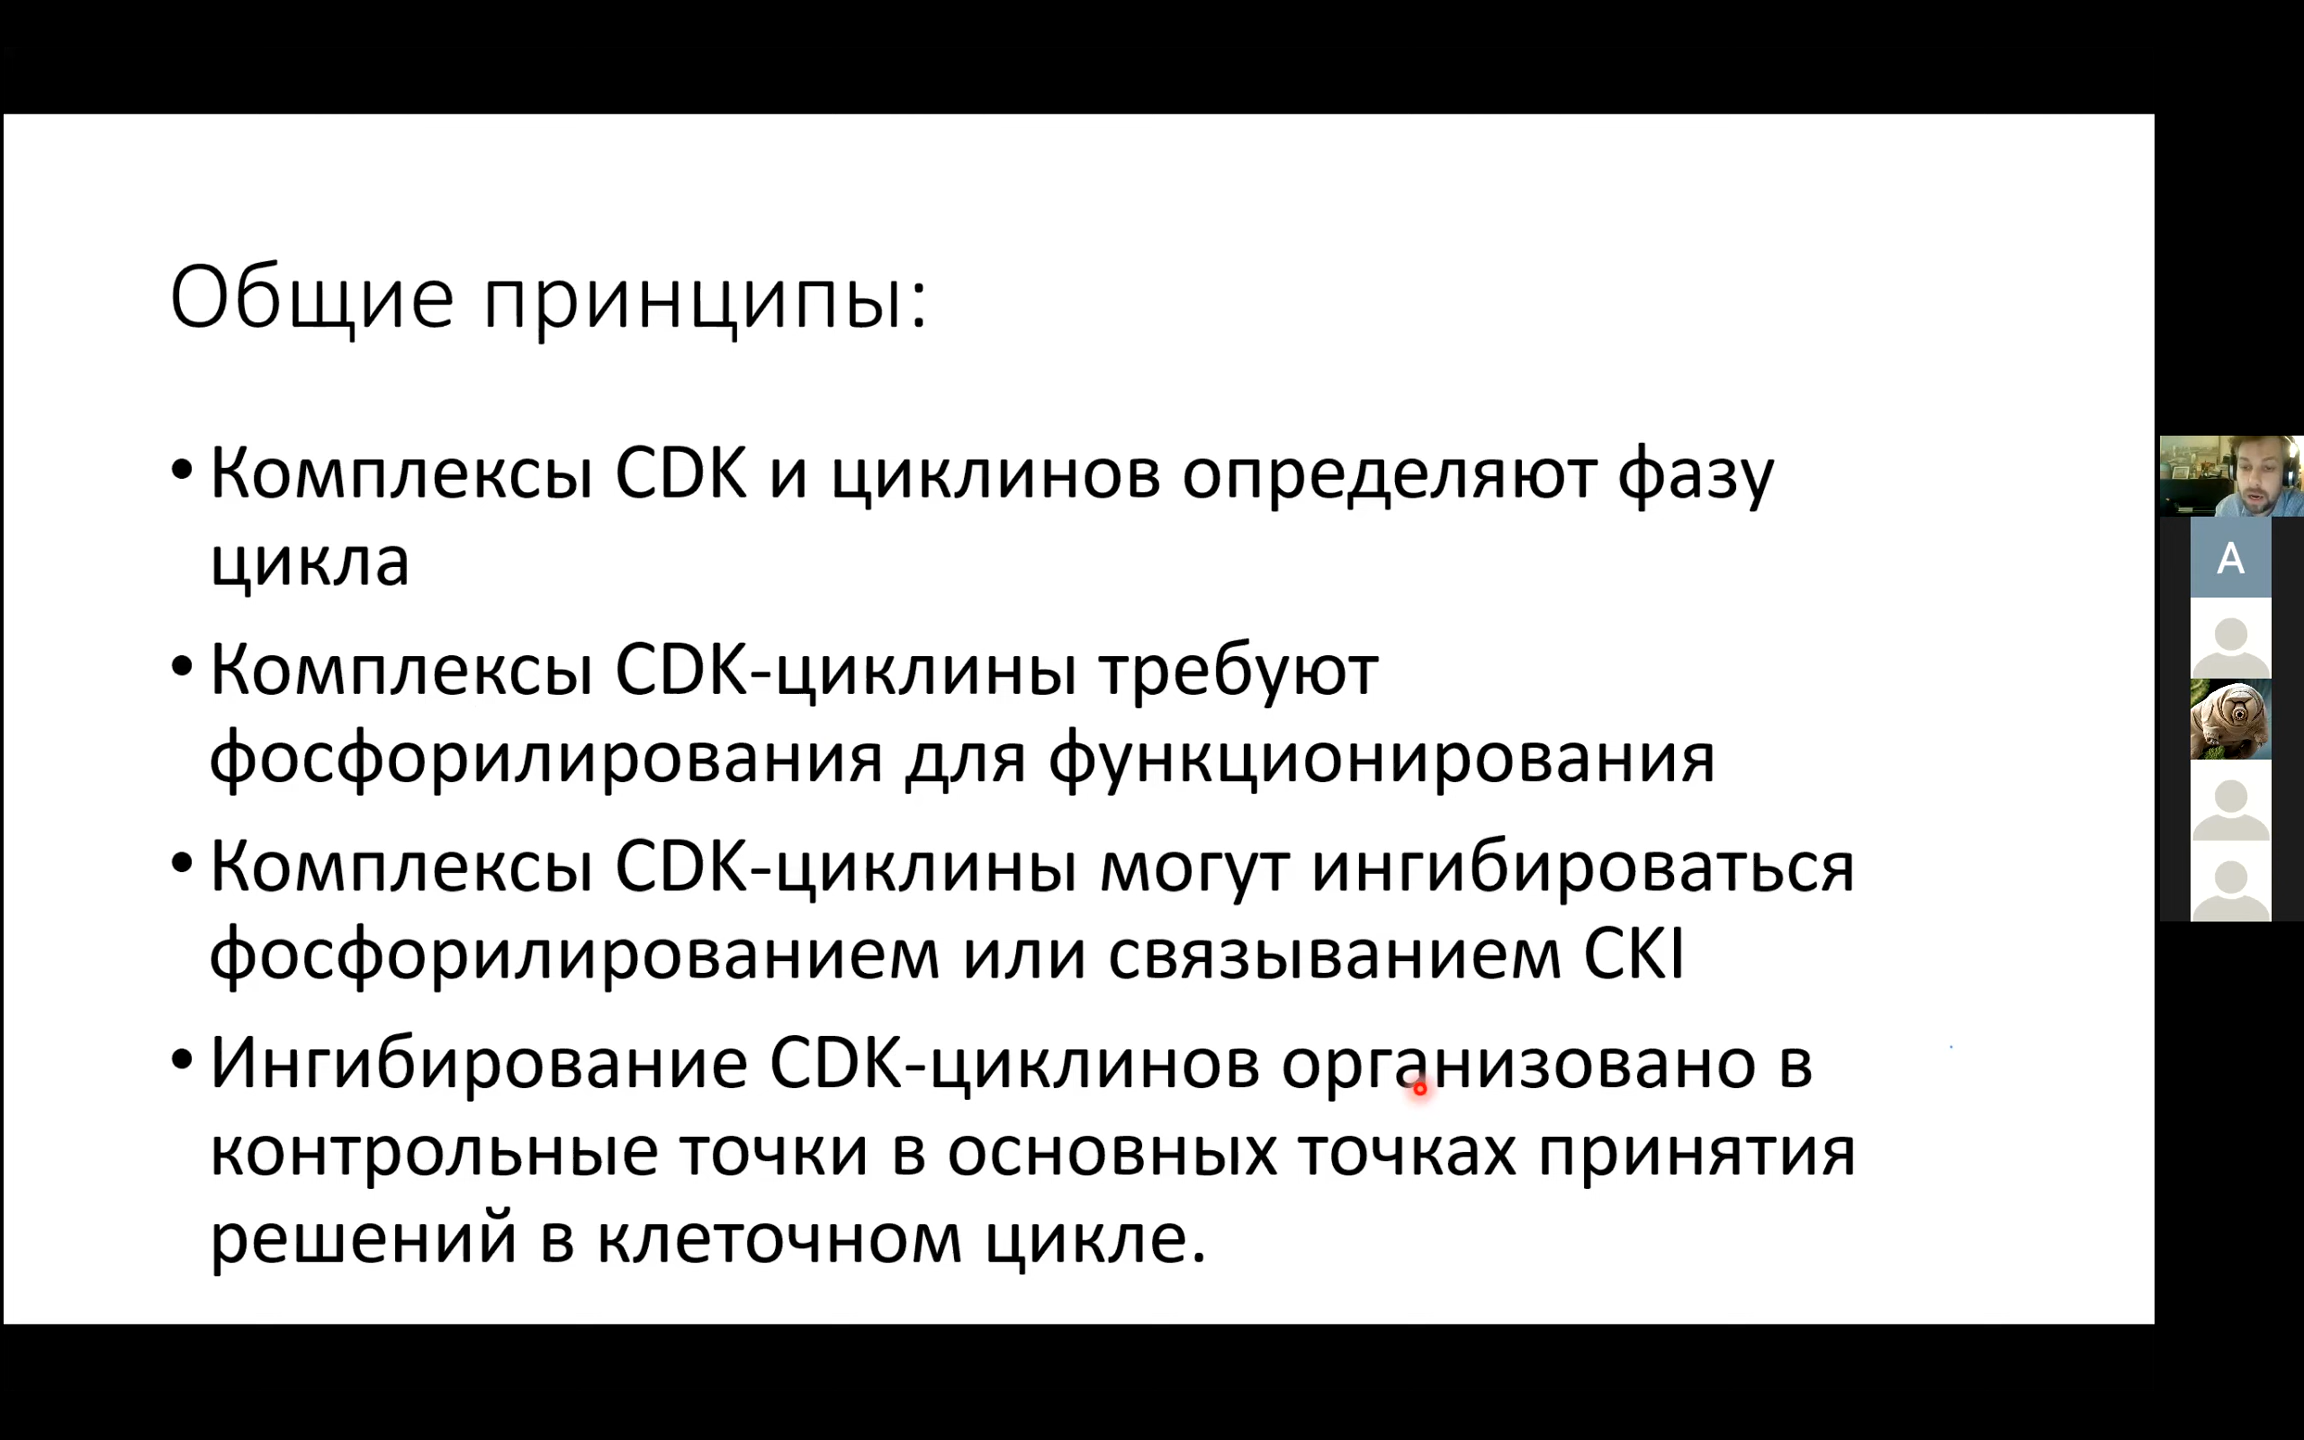 Общие принципы:
• Комплексы CDK и циклинов определяют фазу
цикла
• Комплексы CDK-циклины требуют
фосфорилирования для функционирования
• Комплексы CDK-циклины могут ингибироваться
фосфорилированием или связыванием CKI
• Ингибирование CDK-циклинов организовано в
контрольные точки в основных точках принятия
решений в клеточном цикле.
A